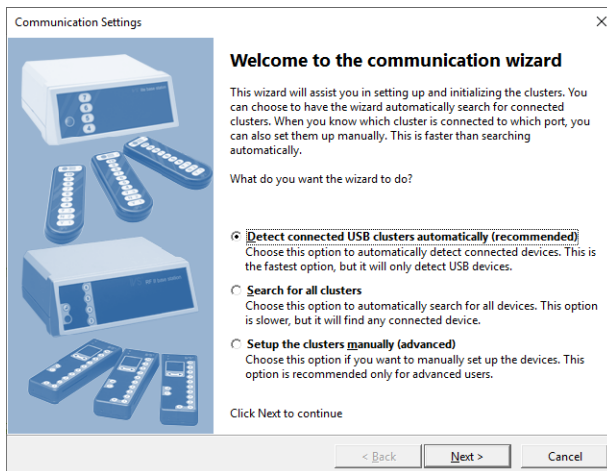 Communication Settings
Welcome to the communication wizard
This wizard will assist you in setting up and initializing the clusters. You
can choose to have the wizard automatically search for connected
clusters. When you know which cluster is connected to which port, you
can also set them up manually. This is faster than searching
automatically.
What do you want the wizard to do?
Detect connected USB clusters automatically (recommended)
Choose this option to automatically detect connected devices. This is
the fastest option, but it will only detect USB devices.
Search for all clusters
Choose this option to automatically search for all devices. This option
is slower, but it will find any connected device.
Setup the clusters manually (advanced)
Choose this option if you want to manually set up the devices. This
option is recommended only for advanced users.
Click Next to continue
< Back
Next >
Cancel